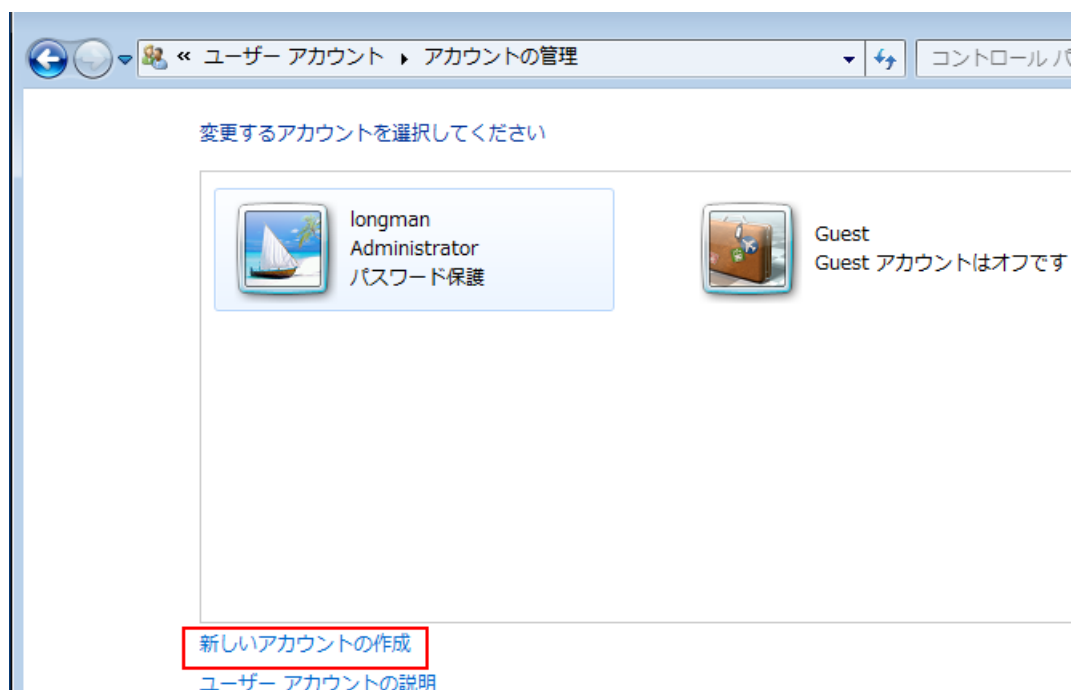 « ユーザー アカウント ▸ アカウントの管理
コントロール
変更するアカウントを選択してください
longman
Administrator
パスワード保護
Guest
Guest アカウントはオフです
新しいアカウントの作成
ユーザー アカウントの説明